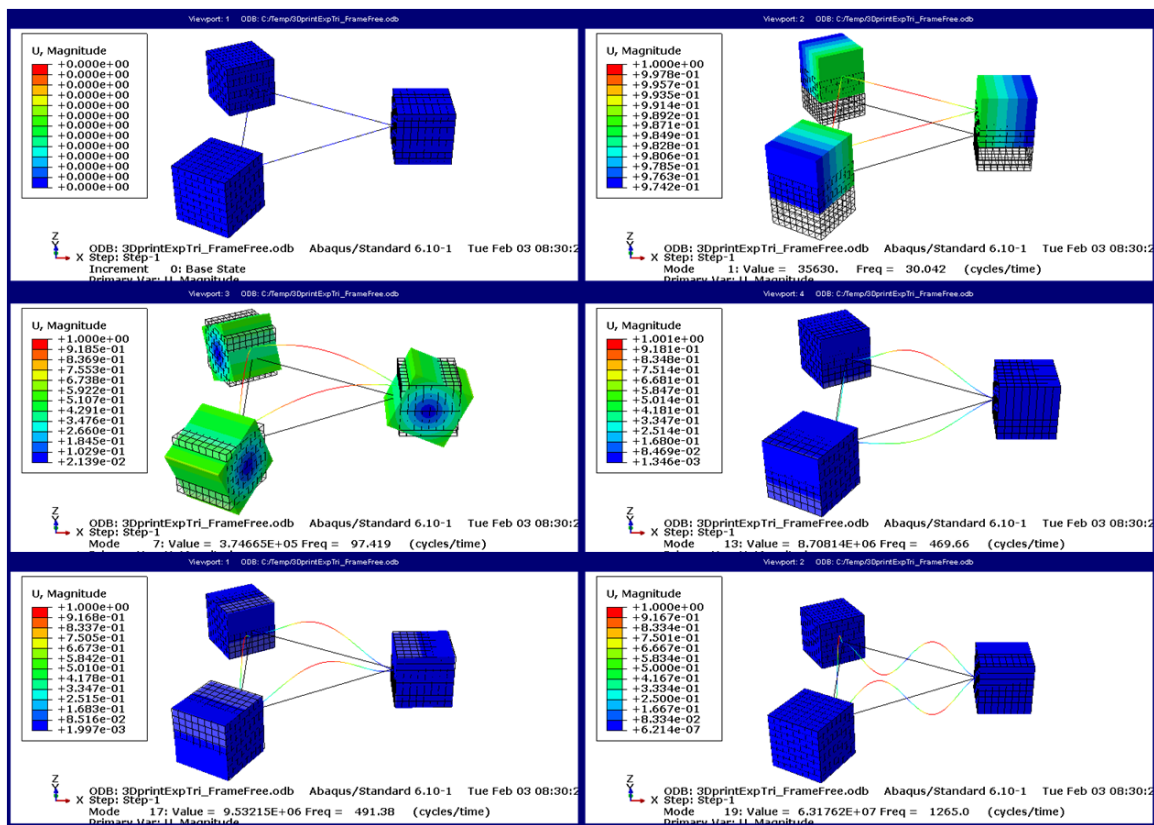 Viewport: 1 ODB: C:/Temp/3DprintExpTri_FrameFree.odb
U, Magnitude
+0.000e+00
+0.000e+00
+0.000e+00
+0.000e+00
+0.000e+00
+0.000e+00
+0.000e+00
+0.000e+00
+0.000e+00
+0.000e+00
+0.000e+00
+0.000e+00
+0.000e+00
Z
Y
X
ODB: 3DprintExpTri_FrameFree.odb Abaqus/Standard 6.10-1 Tue Feb 03 08:30:2
Step: Step-1
Increment 0: Base State
Primary Var: U, Magnitude
Viewport: 2 ODB: C:/Temp/3DprintExpTri_FrameFree.odb
U, Magnitude
+1.000e+00
+9.978e-01
+9.957e-01
+9.935e-01
+9.914e-01
+9.892e-01
+9.871e-01
+9.849e-01
+9.828e-01
+9.806e-01
+9.785e-01
+9.763e-01
+9.742e-01
Z
Y
X
ODB: 3DprintExpTri_FrameFree.odb Abaqus/Standard 6.10-1 Tue Feb 03 08:30:2
Step: Step-1
Mode 1: Value = 35630. Freq = 30.042 (cycles/time)
Primary Var: U, Magnitude
Viewport: 3 ODB: C:/Temp/3DprintExpTri_FrameFree.odb
U, Magnitude
+1.000e+00
+9.185e-01
+8.369e-01
+7.553e-01
+6.738e-01
+5.922e-01
+5.107e-01
+4.291e-01
+3.476e-01
+2.660e-01
+1.845e-01
+1.029e-01
+2.139e-02
Z
Y
X
ODB: 3DprintExpTri_FrameFree.odb Abaqus/Standard 6.10-1 Tue Feb 03 08:30:2
Step: Step-1
Mode 7: Value = 3.74665E+05 Freq = 97.419 (cycles/time)
Viewport: 4 ODB: C:/Temp/3DprintExpTri_FrameFree.odb
U, Magnitude
+1.001e+00
+9.181e-01
+8.348e-01
+7.514e-01
+6.681e-01
+5.847e-01
+5.014e-01
+4.181e-01
+3.347e-01
+2.514e-01
+1.680e-01
+8.469e-02
+1.346e-03
Z
Y
X
ODB: 3DprintExpTri_FrameFree.odb Abaqus/Standard 6.10-1 Tue Feb 03 08:30:2
Step: Step-1
Mode 13: Value = 8.70814E+06 Freq = 469.66 (cycles/time)
Viewport: 1 ODB: C:/Temp/3DprintExpTri_FrameFree.odb
U, Magnitude
+1.000e+00
+9.168e-01
+8.337e-01
+7.505e-01
+6.673e-01
+5.842e-01
+5.010e-01
+4.178e-01
+3.347e-01
+2.515e-01
+1.683e-01
+8.516e-02
+1.997e-03
Z
Y
X
ODB: 3DprintExpTri_FrameFree.odb Abaqus/Standard 6.10-1 Tue Feb 03 08:30:2
Step: Step-1
Mode 17: Value = 9.53215E+06 Freq = 491.38 (cycles/time)
Primary Var: U, Magnitude
Viewport: 2 ODB: C:/Temp/3DprintExpTri_FrameFree.odb
U, Magnitude
+1.000e+00
+9.167e-01
+8.334e-01
+7.501e-01
+6.667e-01
+5.834e-01
+5.000e-01
+4.167e-01
+3.334e-01
+2.500e-01
+1.667e-01
+8.334e-02
+6.214e-07
Z
Y
X
ODB: 3DprintExpTri_FrameFree.odb Abaqus/Standard 6.10-1 Tue Feb 03 08:30:2
Step: Step-1
Mode 19: Value = 6.31762E+07 Freq = 1265.0 (cycles/time)
Primary Var: U, Magnitude